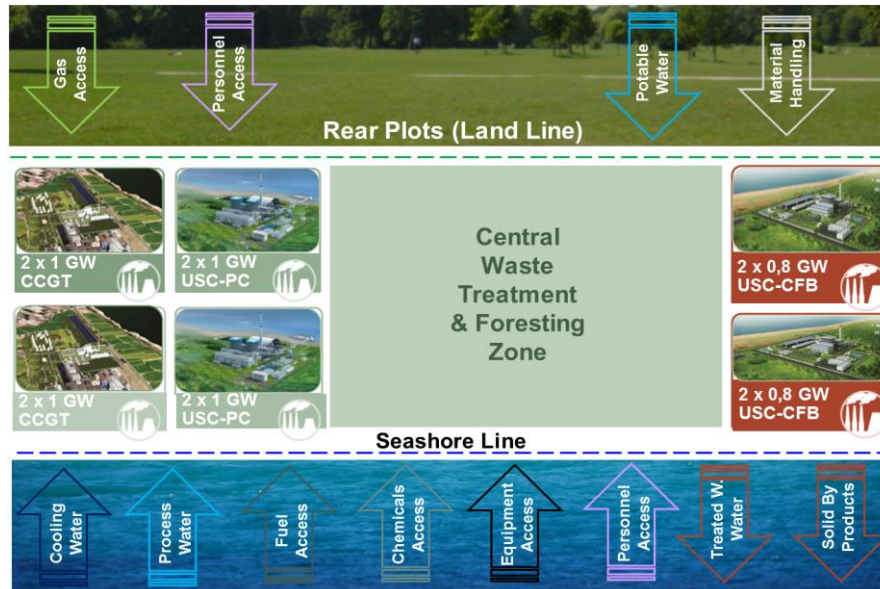 Gas
Access
Personnel
Access
Potable
Water
Material
Handling
Rear Plots (Land Line)
2 x 1 GW
CCGT
2 x 1 GW
USC-PC
Central
Waste
Treatment
& Foresting
Zone
2 x 0,8 GW
USC-CFB
2 x 1 GW
CCGT
2 x 1 GW
USC-PC
2 x 0,8 GW
USC-CFB
Seashore Line
Cooling
Water
Process
Water
Fuel
Access
Chemicals
Access
Equipment
Access
Personnel
Access
Treated W.
Water
Solid By
Products